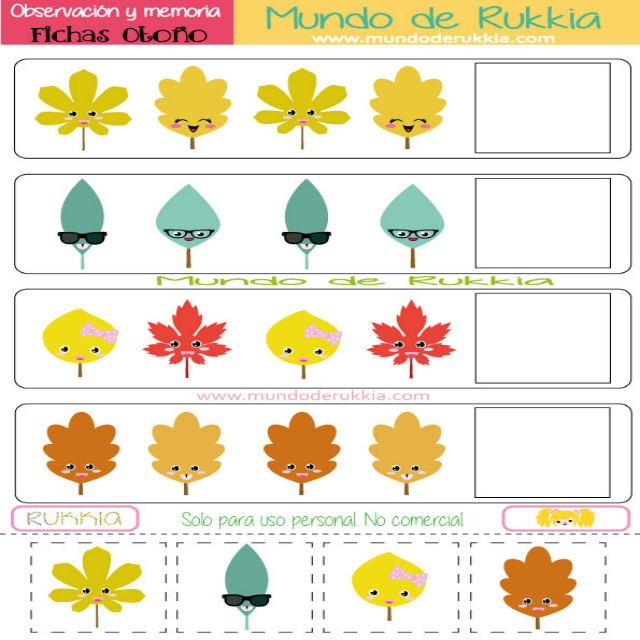 Observación y memoria
Fichas Otoño
Mundo de Rukkia
www.mundoderukkia.com
Mundo de Rukkia
www.mundoderukkia.com
RUKKIA
Solo para uso personal. No comercial.